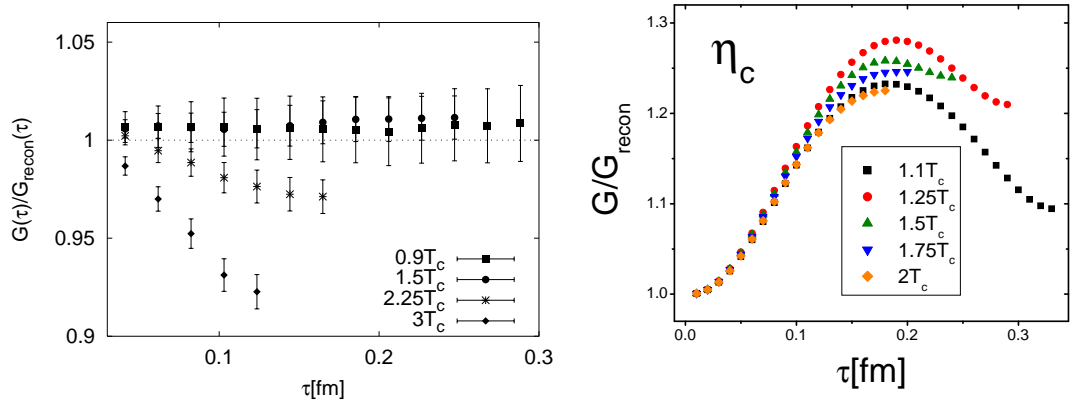 1.05
1
0.95
0.9
G(τ)/G_recon(τ)
0.9T_c
1.5T_c
2.25T_c
3T_c
0.1
0.2
0.3
τ[fm]
η_c
1.3
1.2
1.1
1.0
G/G_recon
1.1T_c
1.25T_c
1.5T_c
1.75T_c
2T_c
0.0
0.1
0.2
0.3
τ[fm]